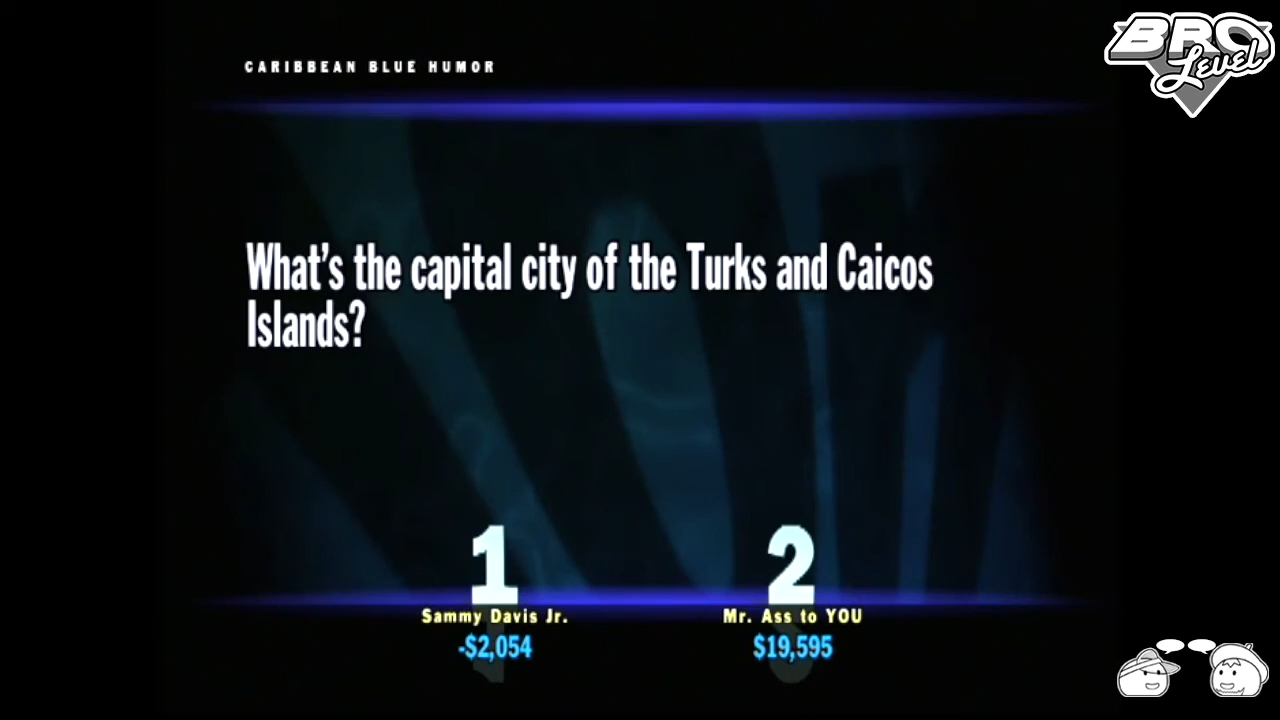 BRO
Level
CARIBBEAN BLUE HUMOR
What's the capital city of the Turks and Caicos
Islands?
1
2
Sammy Davis Jr.
Mr. Ass to YOU
-$2,054
$19,595